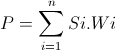 P = \sum_{i=1}^{n} Si.Wi